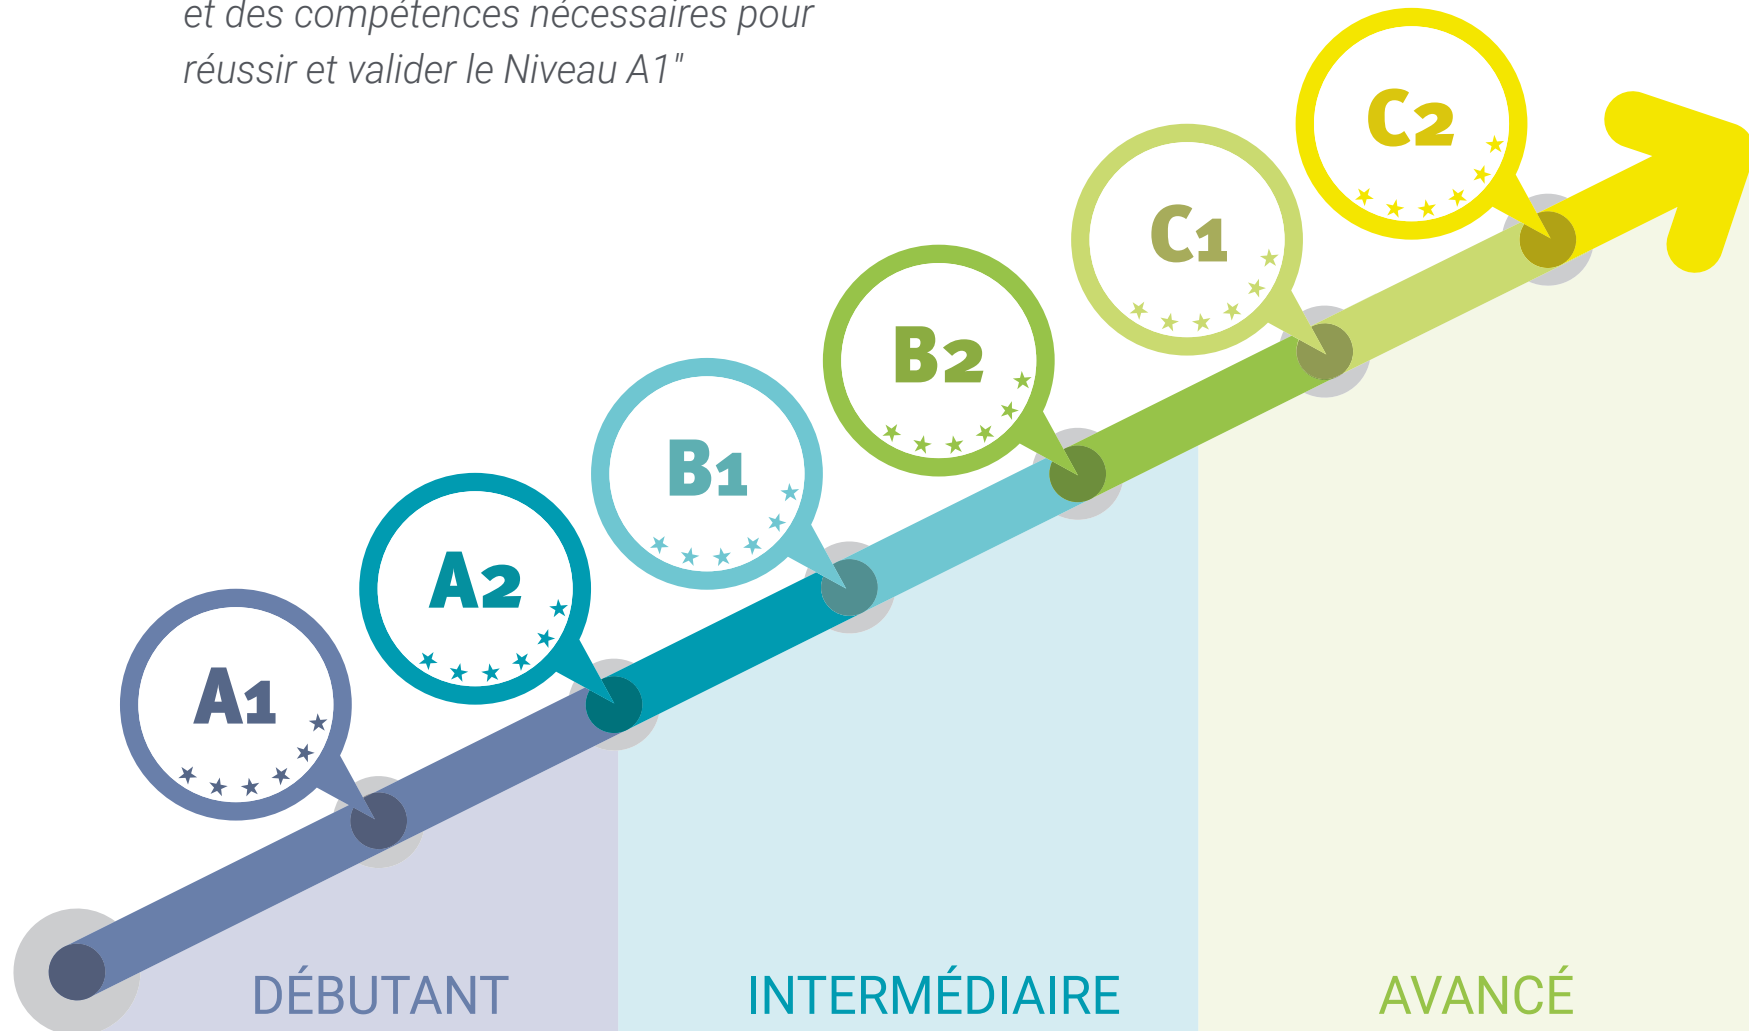 et des compétences nécessaires pour
réussir et valider le Niveau A1"
C2
C1
B2
B1
A2
A1
DÉBUTANT
INTERMÉDIAIRE
AVANCÉ